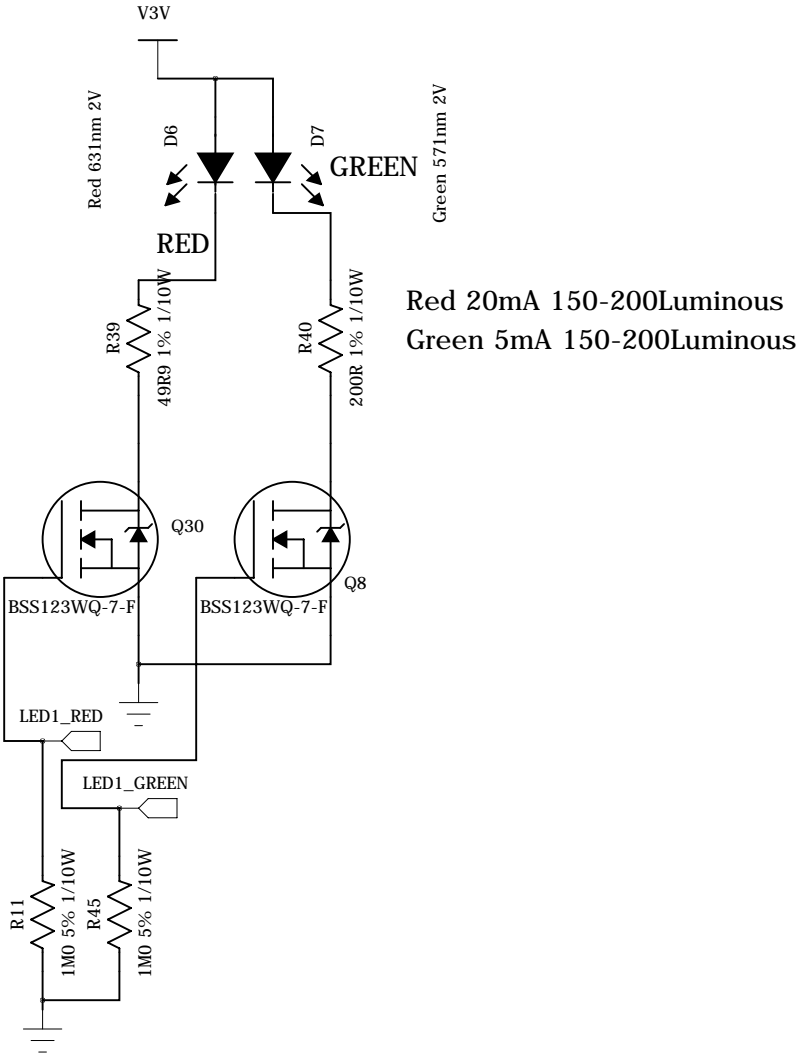 V3V
Red 631nm 2V
D6
D7
GREEN
Green 571nm 2V
RED
R39
49R9 1% 1/10W
R40
200R 1% 1/10W
Red 20mA 150-200Luminous
Green 5mA 150-200Luminous
Q30
Q8
BSS123WQ-7-F
BSS123WQ-7-F
LED1_RED
LED1_GREEN
R11
1M0 5% 1/10W
R45
1M0 5% 1/10W